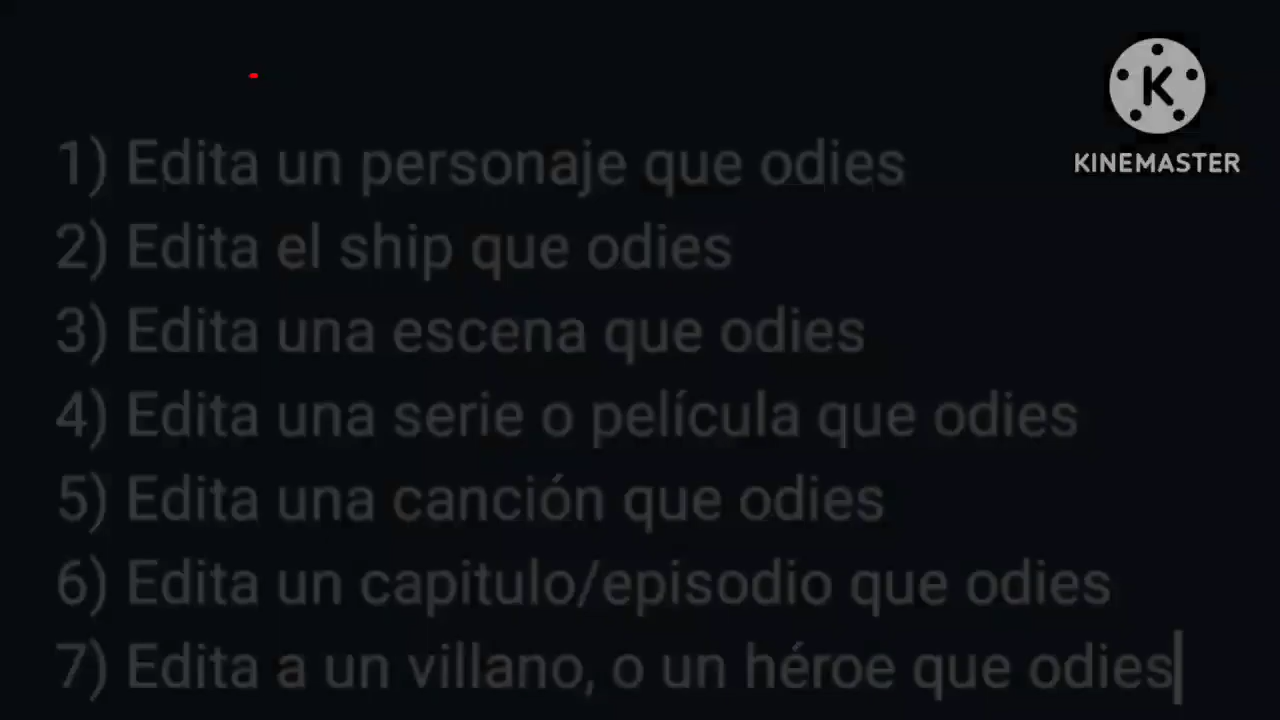 K
KINEMASTER
1) Edita un personaje que odies
2) Edita el ship que odies
3) Edita una escena que odies
4) Edita una serie o película que odies
5) Edita una canción que odies
6) Edita un capitulo/episodio que odies
7) Edita a un villano, o un héroe que odies